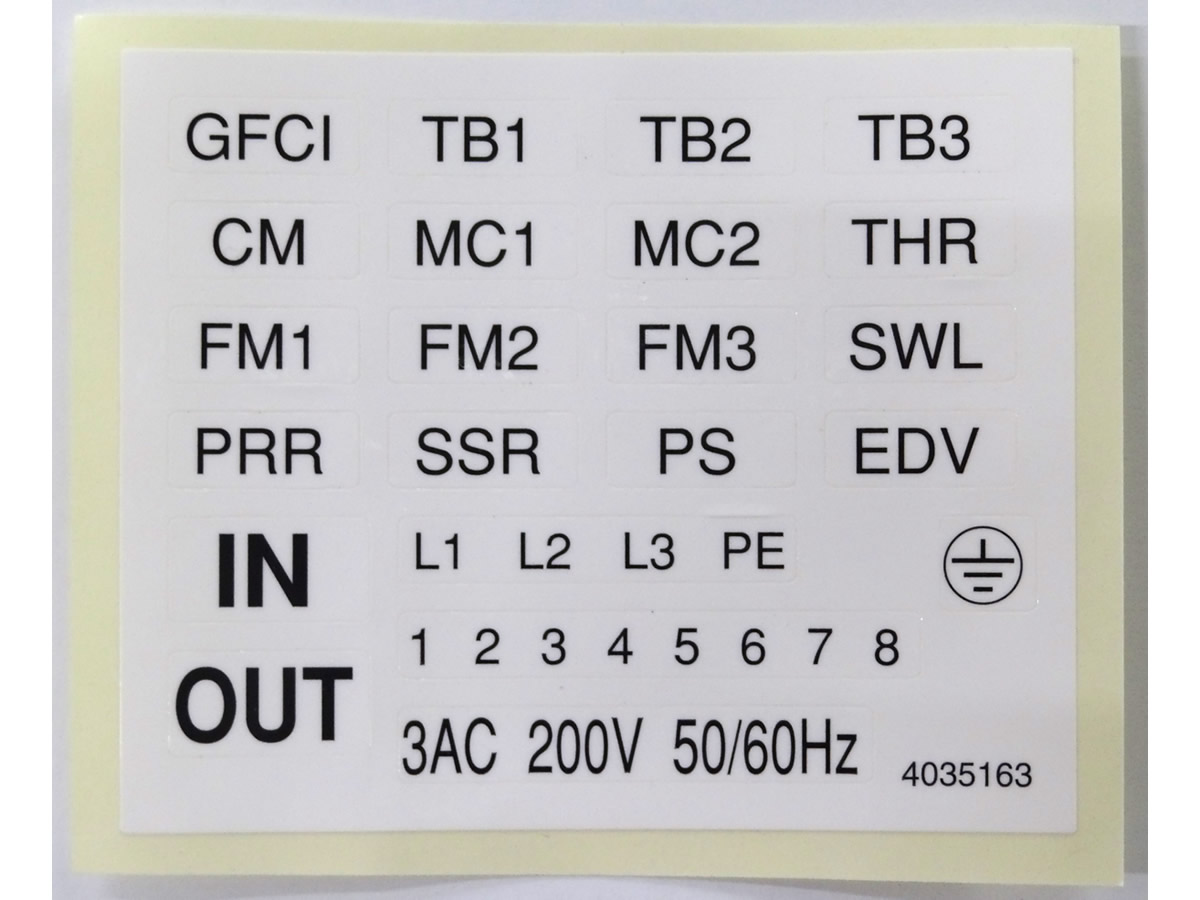 GFCI TB1 TB2 TB3
CM MC1 MC2 THR
FM1 FM2 FM3 SWL
PRR SSR PS EDV
IN L1 L2 L3 PE
1 2 3 4 5 6 7 8
OUT
3AC 200V 50/60Hz
4035163